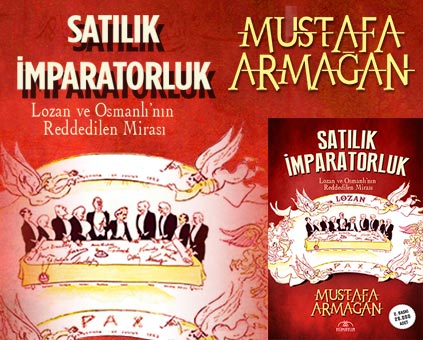 SATILIK
İMPARATORLUK
Lozan ve Osmanlı'nın
Reddedilen Mirası
PAX
MUSTAFA
ARMAĞAN
SATILIK
İMPARATORLUK
Lozan ve Osmanlı'nın
Reddedilen Mirası
LOZAN
PAX
MUSTAFA
ARMAĞAN